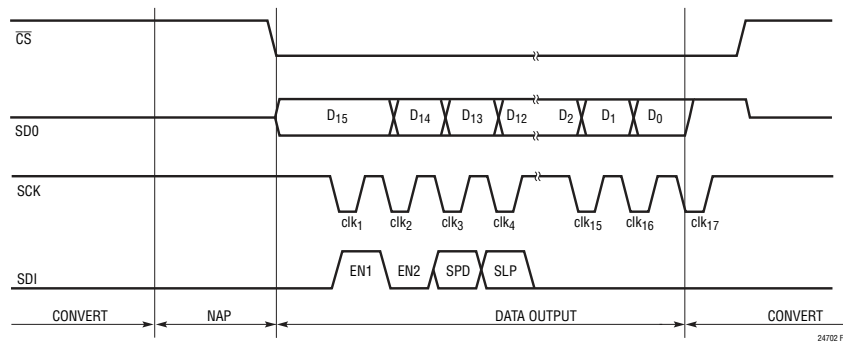 CS
D15 D14 D13 D12 D2 D1 D0
SD0
SCK
clk1 clk2 clk3 clk4 clk15 clk16 clk17
EN1 EN2 SPD SLP
SDI
CONVERT NAP DATA OUTPUT CONVERT
24702 F